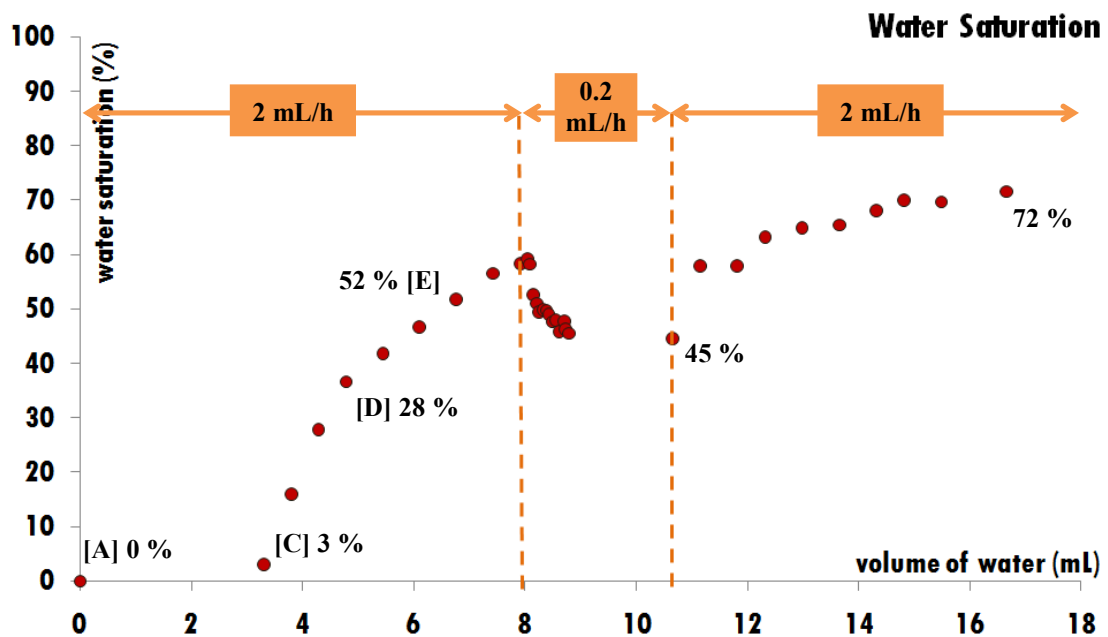 Water Saturation
water saturation (%)
100
90
80
70
60
50
40
30
20
10
0
2 mL/h
0.2
mL/h
2 mL/h
72 %
52 % [E]
45 %
[D] 28 %
[A] 0 %
[C] 3 %
volume of water (mL)
0 2 4 6 8 10 12 14 16 18